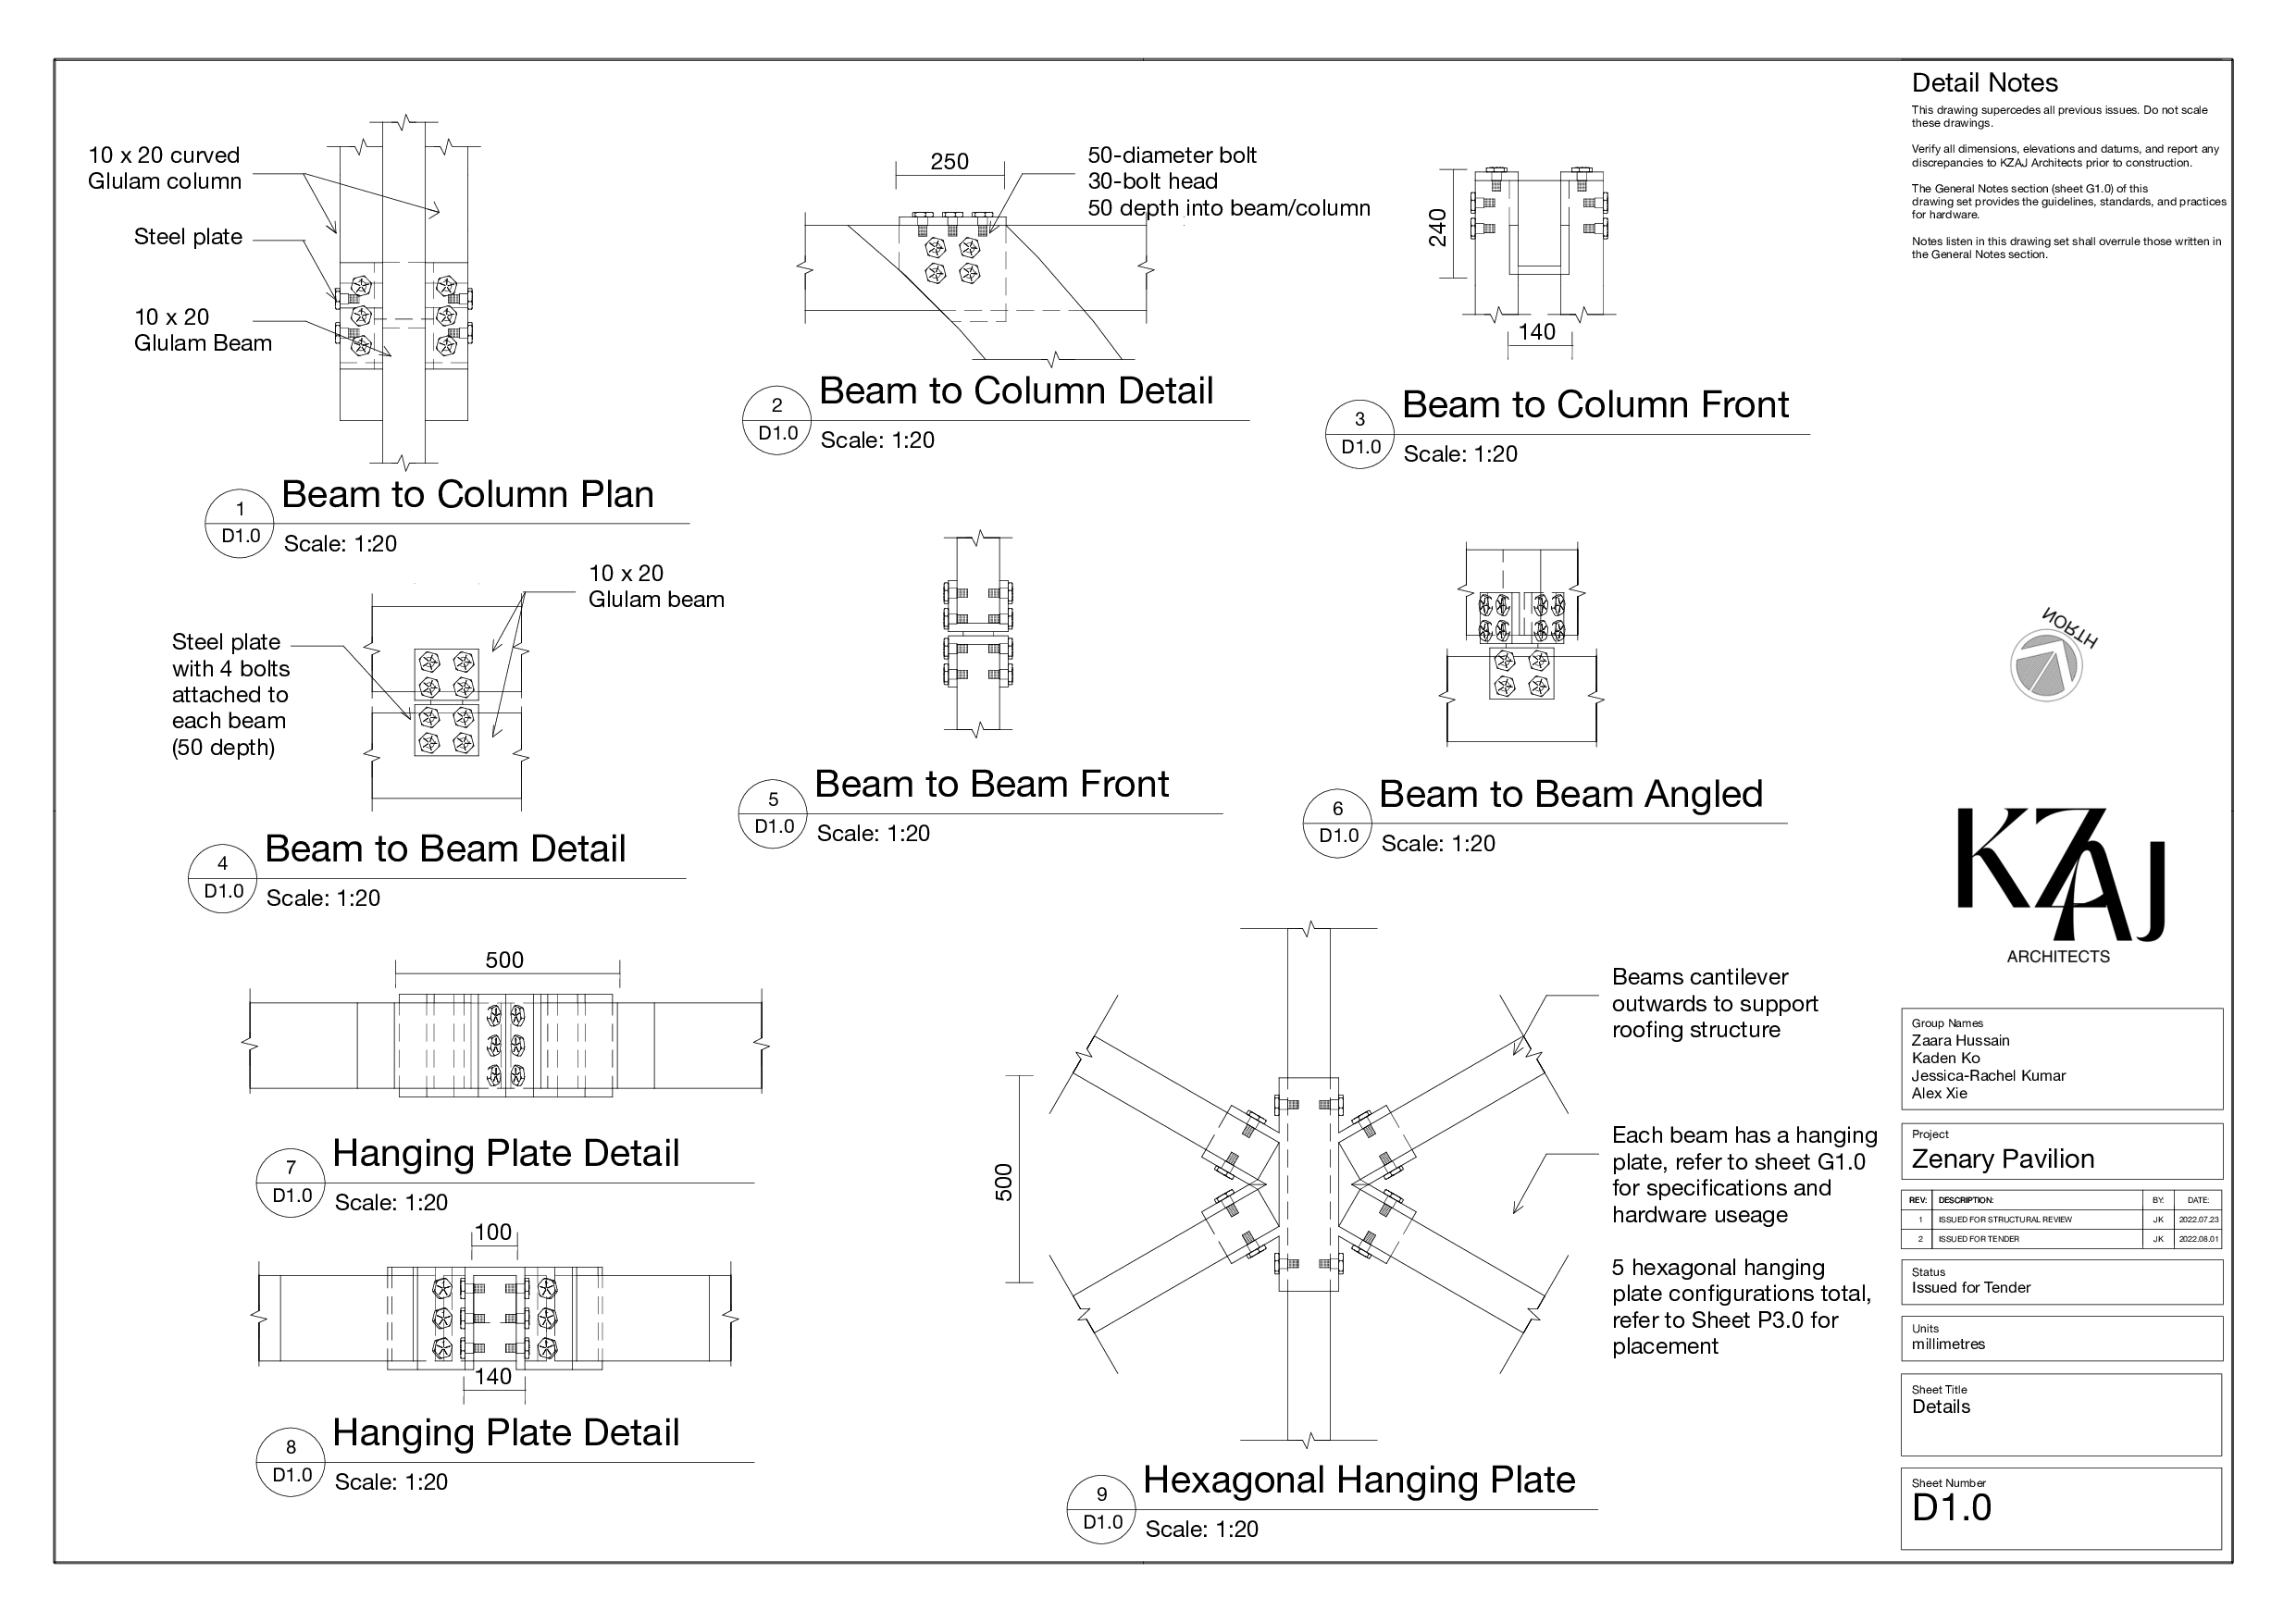 10 x 20 curved
Glulam column
Steel plate
10 x 20
Glulam Beam
1
D1.0
Beam to Column Plan
Scale: 1:20
250
50-diameter bolt
30-bolt head
50 depth into beam/column
2
D1.0
Beam to Column Detail
Scale: 1:20
240
140
3
D1.0
Beam to Column Front
Scale: 1:20
10 x 20
Glulam beam
Steel plate
with 4 bolts
attached to
each beam
(50 depth)
4
D1.0
Beam to Beam Detail
Scale: 1:20
5
D1.0
Beam to Beam Front
Scale: 1:20
6
D1.0
Beam to Beam Angled
Scale: 1:20
500
7
D1.0
Hanging Plate Detail
Scale: 1:20
100
140
8
D1.0
Hanging Plate Detail
Scale: 1:20
500
Beams cantilever
outwards to support
roofing structure
Each beam has a hanging
plate, refer to sheet G1.0
for specifications and
hardware useage
5 hexagonal hanging
plate configurations total,
refer to Sheet P3.0 for
placement
9
D1.0
Hexagonal Hanging Plate
Scale: 1:20
Detail Notes
This drawing supercedes all previous issues. Do not scale
these drawings.
Verify all dimensions, elevations and datums, and report any
discrepancies to KZAJ Architects prior to construction.
The General Notes section (sheet G1.0) of this
drawing set provides the guidelines, standards, and practices
for hardware.
Notes listen in this drawing set shall overrule those written in
the General Notes section.
NORTH
KZAJ
ARCHITECTS
Group Names
Zaara Hussain
Kaden Ko
Jessica-Rachel Kumar
Alex Xie
Project
Zenary Pavilion
REV: DESCRIPTION: BY: DATE:
1 ISSUED FOR STRUCTURAL REVIEW JK 2022.07.23
2 ISSUED FOR TENDER JK 2022.08.01
Status
Issued for Tender
Units
millimetres
Sheet Title
Details
Sheet Number
D1.0